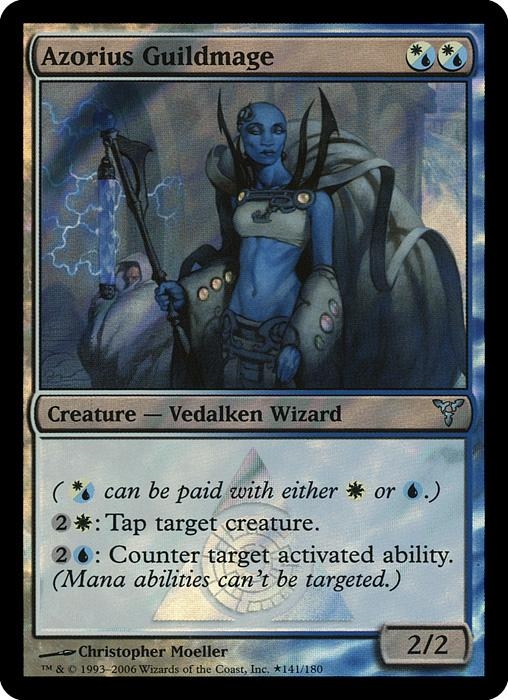 Azorius Guildmage
Creature — Vedalken Wizard
( can be paid with either or .)
2: Tap target creature.
2: Counter target activated ability.
(Mana abilities can't be targeted.)
Christopher Moeller
2/2
™ & © 1993–2006 Wizards of the Coast, Inc. ★141/180